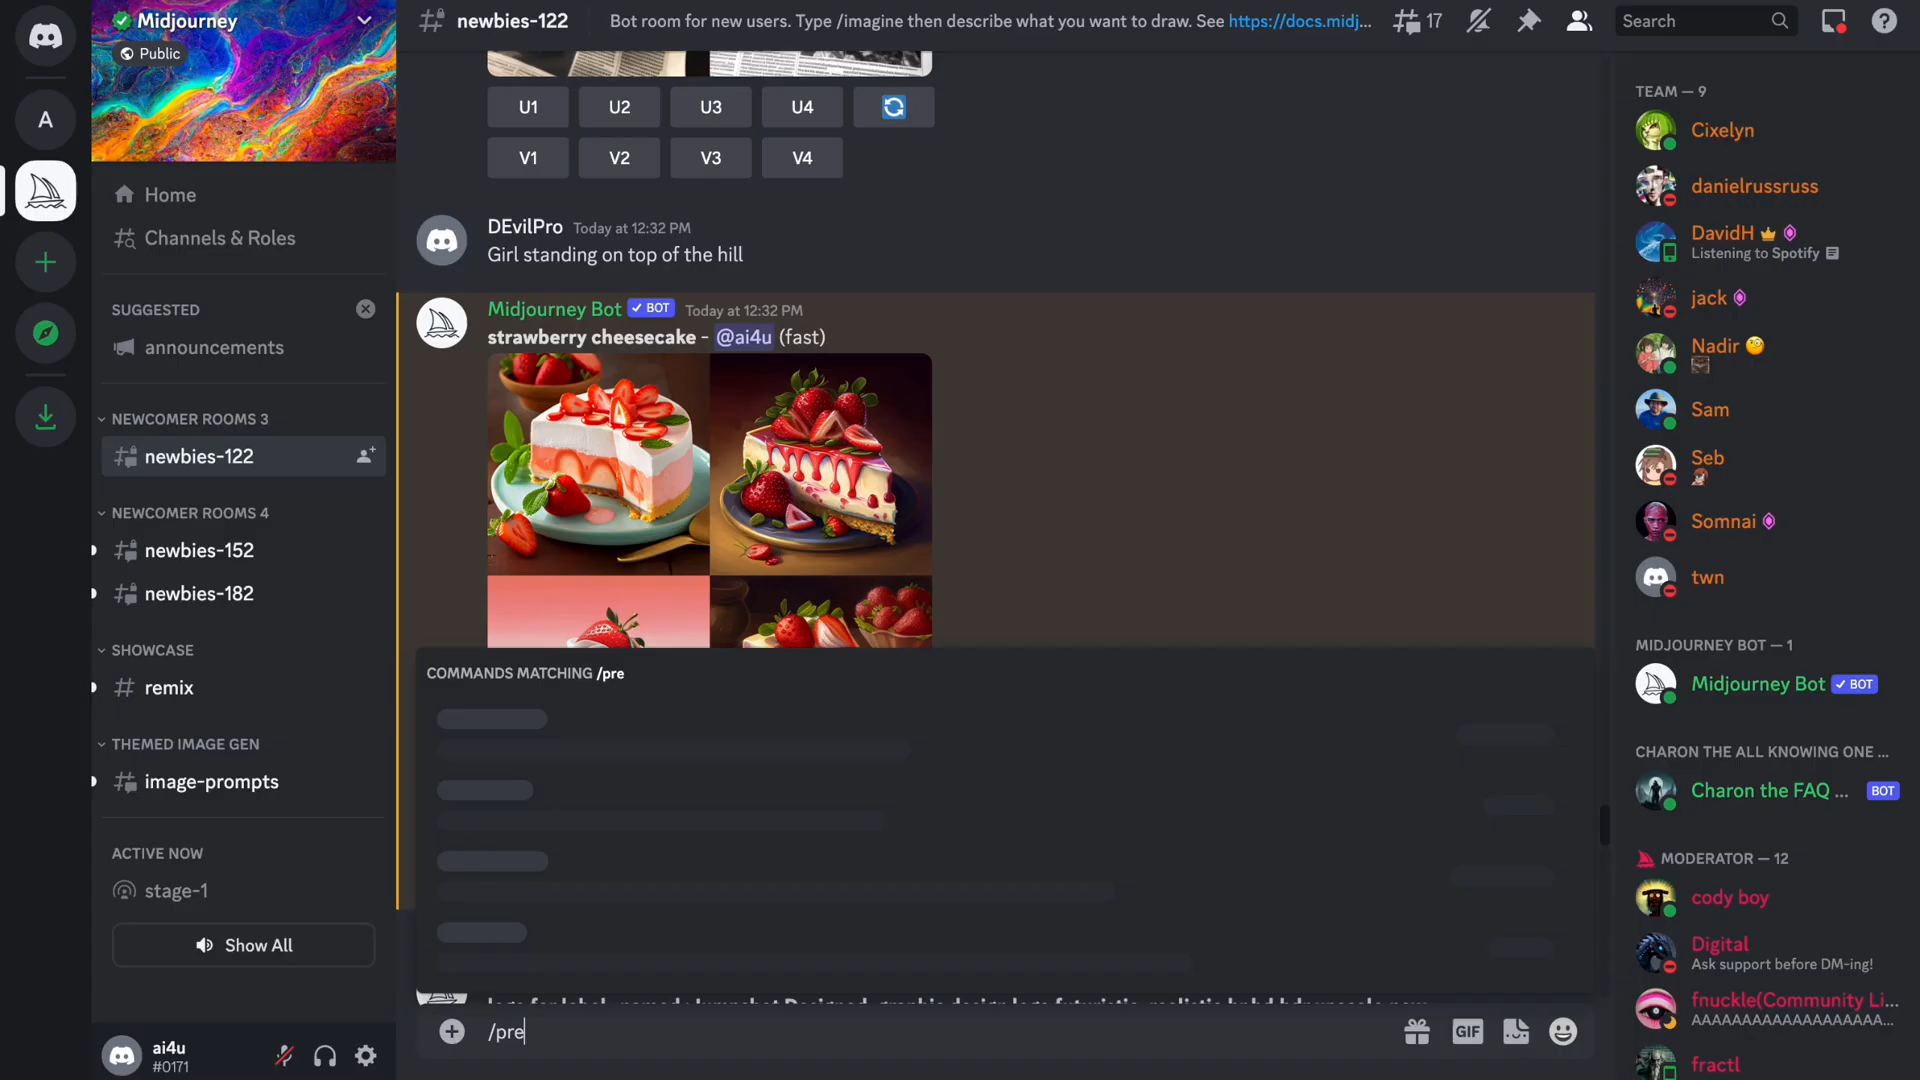 Midjourney
Public
Home
Channels & Roles
SUGGESTED
announcements
NEWCOMER ROOMS 3
newbies-122
NEWCOMER ROOMS 4
newbies-152
newbies-182
SHOWCASE
remix
THEMED IMAGE GEN
image-prompts
ACTIVE NOW
stage-1
Show All
ai4u
#0171
A
newbies-122 Bot room for new users. Type /imagine then describe what you want to draw. See https://docs.midj... 17 Search
U1 U2 U3 U4
V1 V2 V3 V4
DEvilPro Today at 12:32 PM
Girl standing on top of the hill
Midjourney Bot BOT Today at 12:32 PM
strawberry cheesecake - @ai4u (fast)
COMMANDS MATCHING /pre
/pre
GIF
TEAM — 9
Cixelyn
danielrussruss
DavidH
Listening to Spotify
jack
Nadir
Sam
Seb
Somnai
twn
MIDJOURNEY BOT — 1
Midjourney Bot BOT
CHARON THE ALL KNOWING ONE ...
Charon the FAQ ... BOT
MODERATOR — 12
cody boy
Digital
Ask support before DM-ing!
fnuckle(Community Li...
AAAAAAAAAAAAAAAAAAA...
fractl